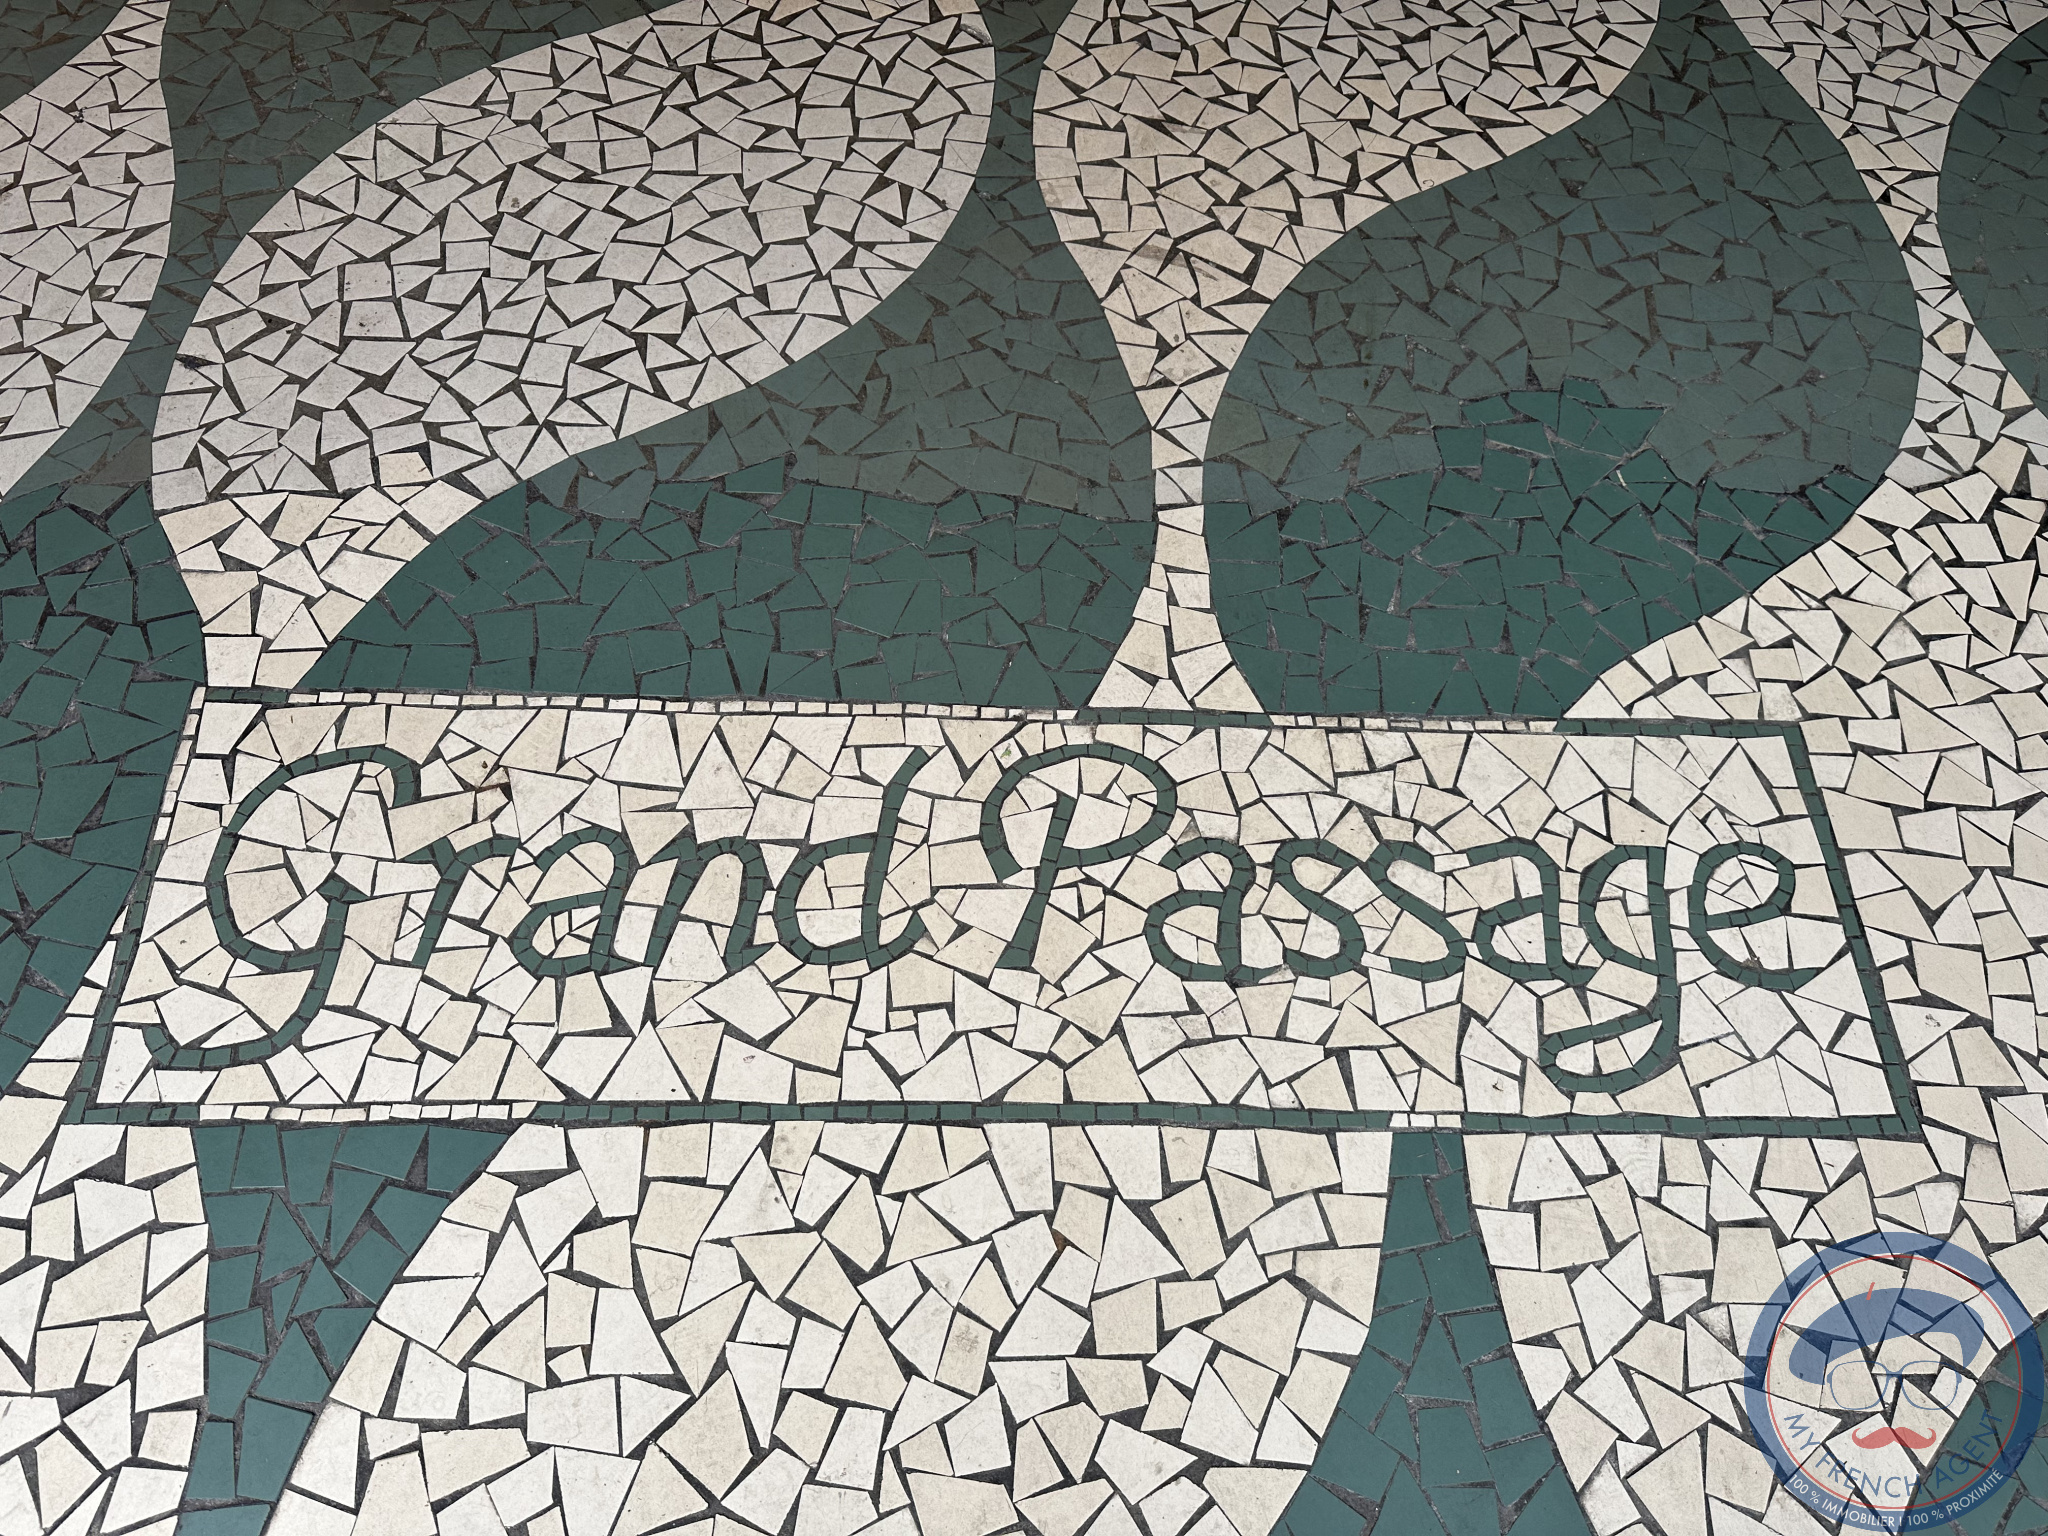 Grand Passage
MY FRENCH AGENT
100 % IMMOBILIER ! 100 % PROXIMITÉ